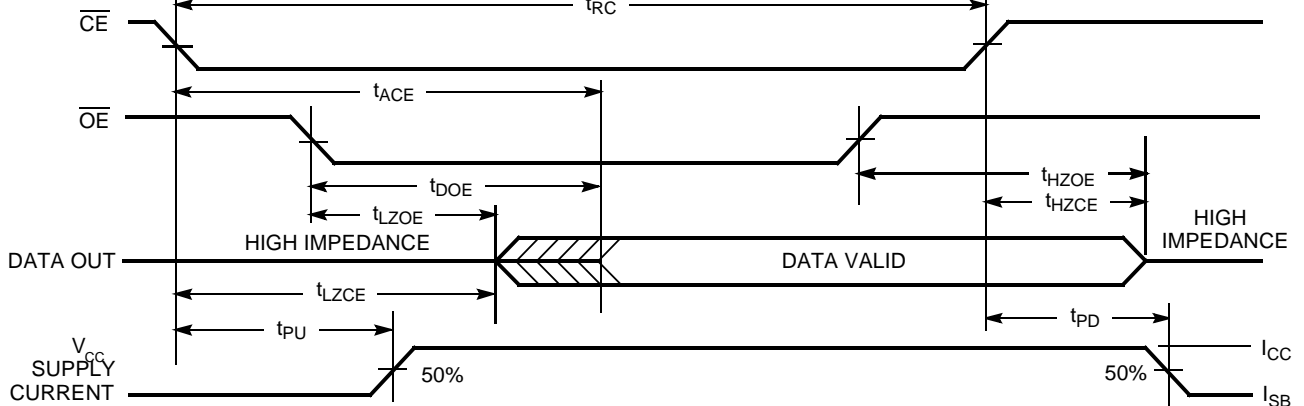 tRC
CE
tACE
OE
tDOE
tHZOE
tLZOE
tHZCE
HIGH IMPEDANCE
HIGH
IMPEDANCE
DATA OUT
DATA VALID
tLZCE
tPU
tPD
VCC
SUPPLY
CURRENT
50%
50%
ICC
ISB